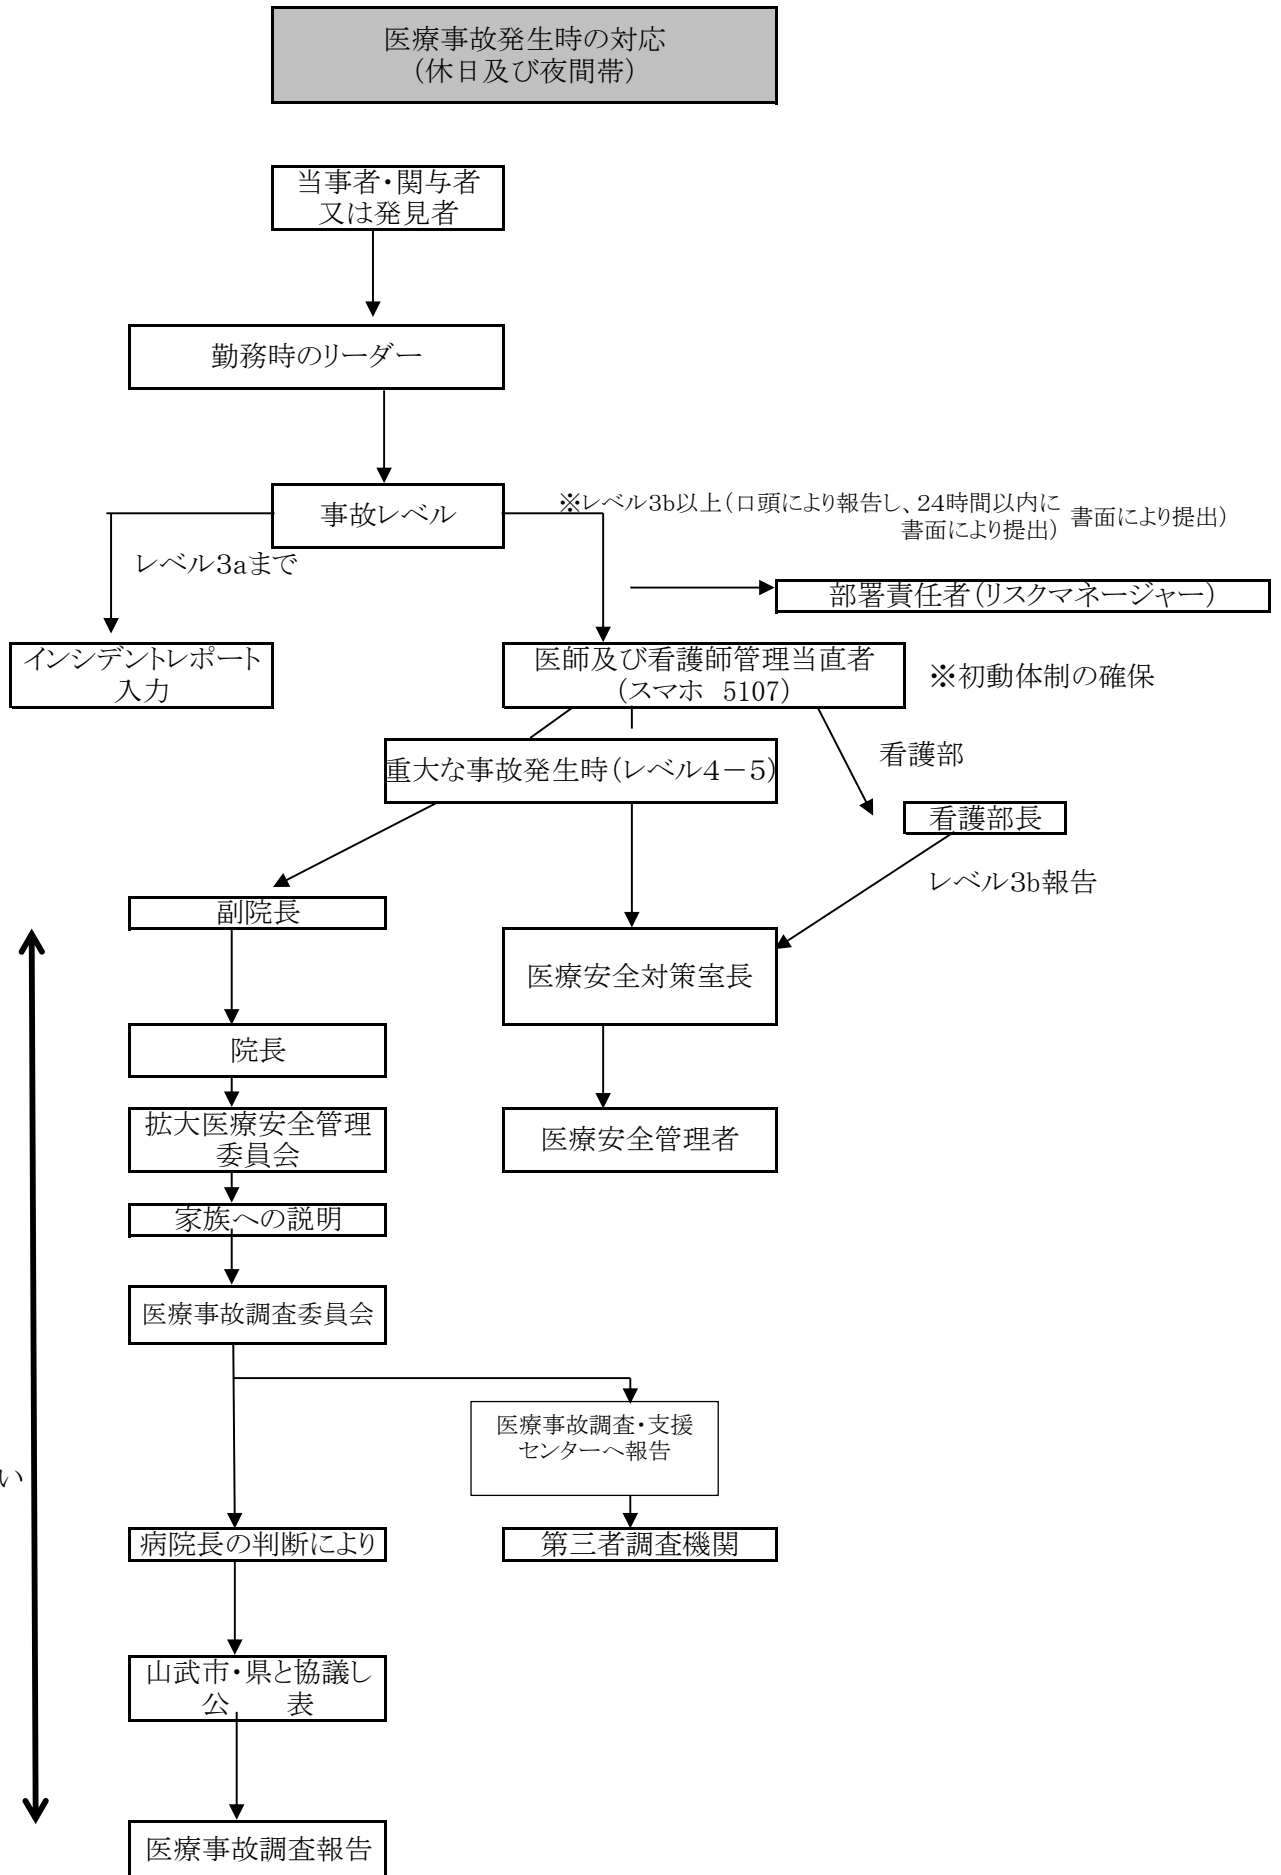 医療事故発生時の対応
(休日及び夜間帯)
当事者・関与者
又は発見者
勤務時のリーダー
事故レベル
※レベル3b以上(口頭により報告し、24時間以内に
書面により提出)
書面により提出)
レベル3aまで
部署責任者(リスクマネージャー)
インシデントレポート
入力
医師及び看護師管理当直者
(スマホ 5107)
※初動体制の確保
重大な事故発生時(レベル4-5)
看護部
看護部長
レベル3b報告
副院長
医療安全対策室長
院長
拡大医療安全管理
委員会
医療安全管理者
家族への説明
医療事故調査委員会
医療事故調査・支援
センターへ報告
い
病院長の判断により
第三者調査機関
山武市・県と協議し
公 表
医療事故調査報告